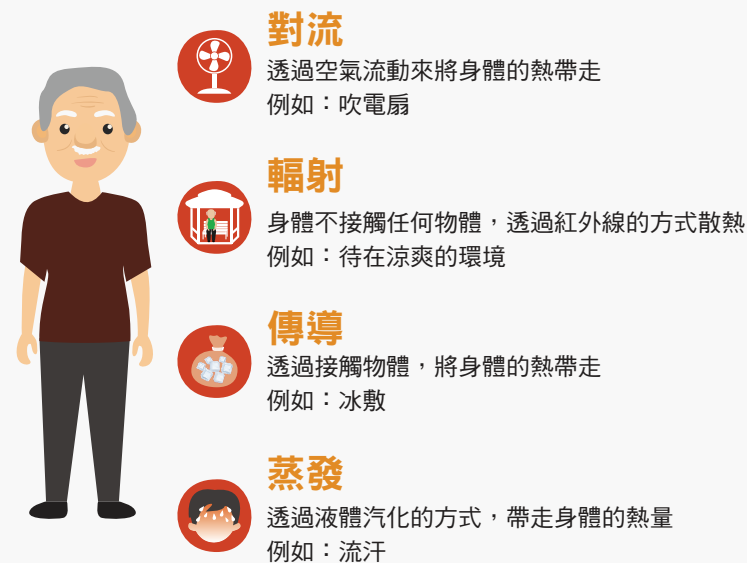 對流
透過空氣流動來將身體的熱帶走
例如：吹電扇
輻射
身體不接觸任何物體，透過紅外線的方式散熱
例如：待在涼爽的環境
傳導
透過接觸物體，將身體的熱帶走
例如：冰敷
蒸發
透過液體汽化的方式，帶走身體的熱量
例如：流汗